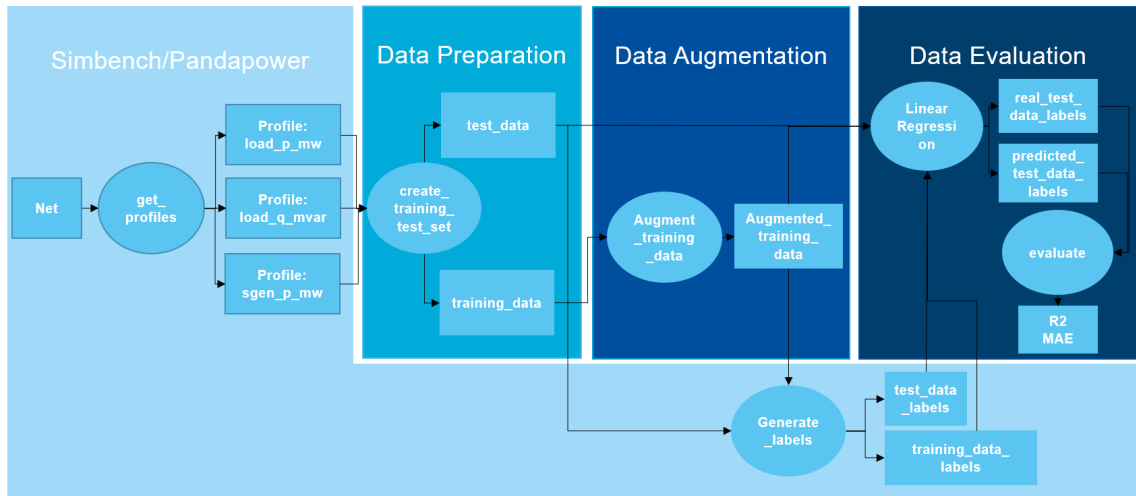 Simbench/Pandapower
Data Preparation
Data Augmentation
Data Evaluation
Net
get_
profiles
Profile:
load_p_mw
Profile:
load_q_mvar
Profile:
sgen_p_mw
create_
training_
test_set
test_data
training_data
Augment
_training
_data
Augmented_
training_
data
Linear
Regressi
on
real_test_
data_labels
predicted_
test_data_
labels
evaluate
R2
MAE
Generate
_labels
test_data
_labels
training_data_
labels